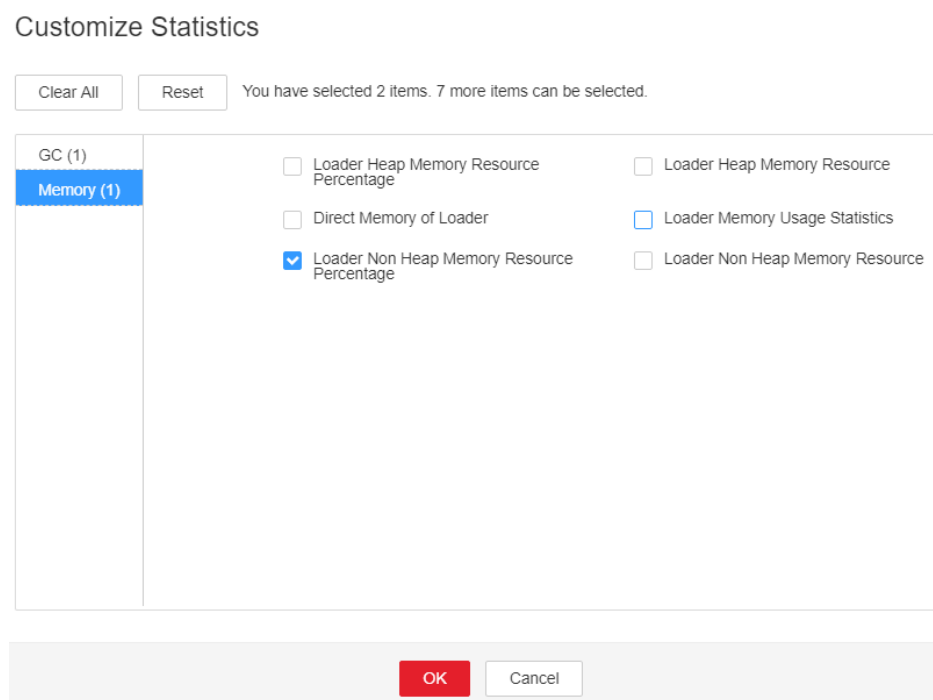 Customize Statistics
Clear All
Reset
You have selected 2 items. 7 more items can be selected.
GC (1)
Memory (1)
Loader Heap Memory Resource
Percentage
Loader Heap Memory Resource
Direct Memory of Loader
Loader Memory Usage Statistics
Loader Non Heap Memory Resource
Percentage
Loader Non Heap Memory Resource
OK
Cancel